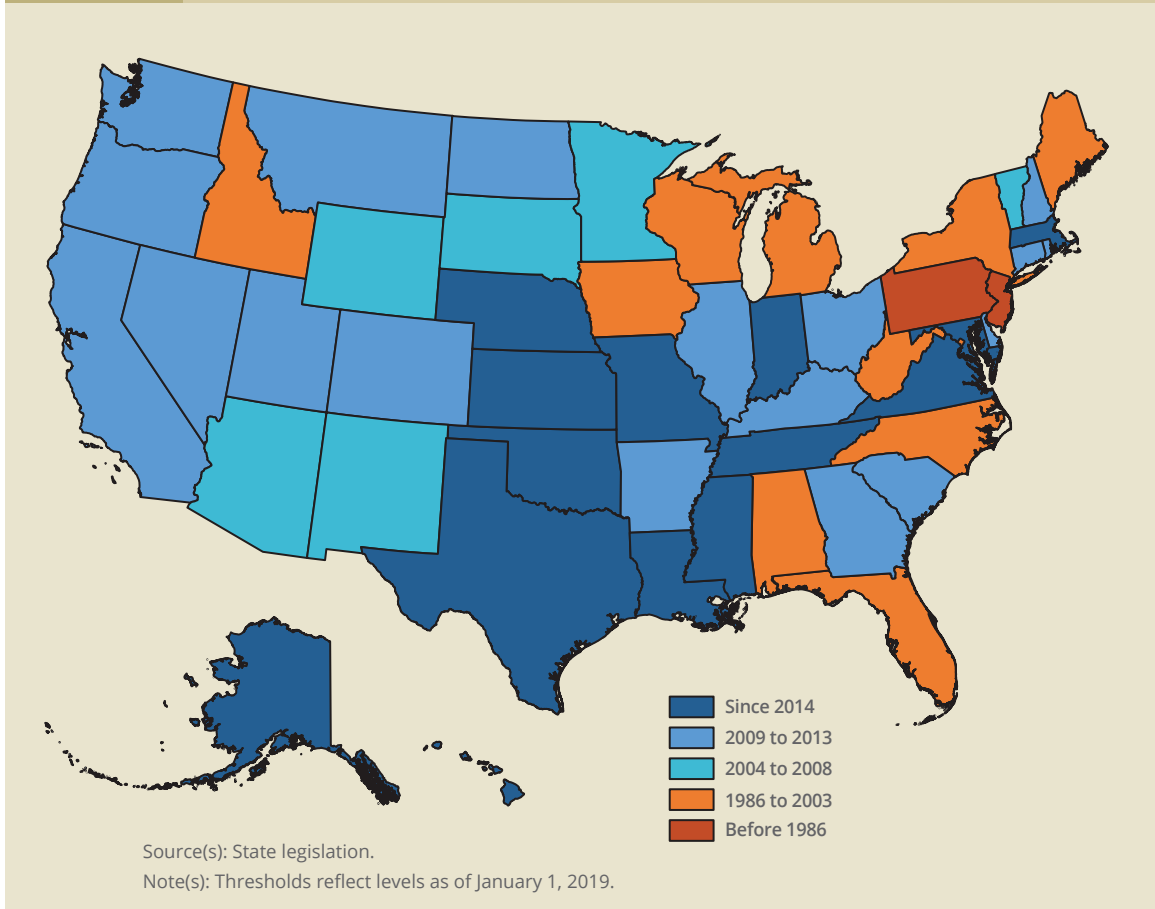 Since 2014
2009 to 2013
2004 to 2008
1986 to 2003
Before 1986
Source(s): State legislation.
Note(s): Thresholds reflect levels as of January 1, 2019.